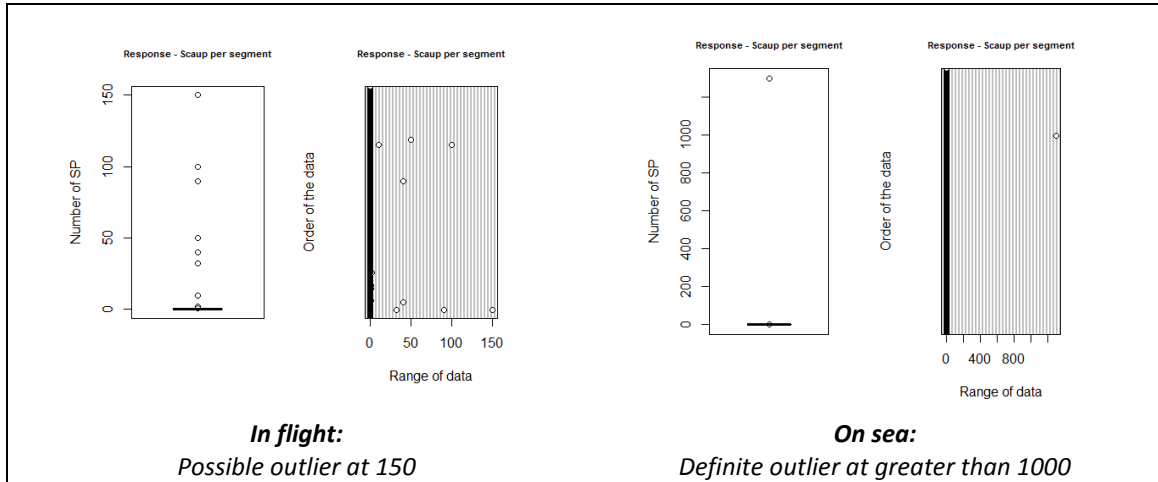 Response - Scaup per segment
Number of SP
150
100
50
0
Response - Scaup per segment
Order of the data
0 50 100 150
Range of data
In flight:
Possible outlier at 150
Response - Scaup per segment
Number of SP
1000
800
600
400
200
0
Response - Scaup per segment
Order of the data
0 400 800
Range of data
On sea:
Definite outlier at greater than 1000